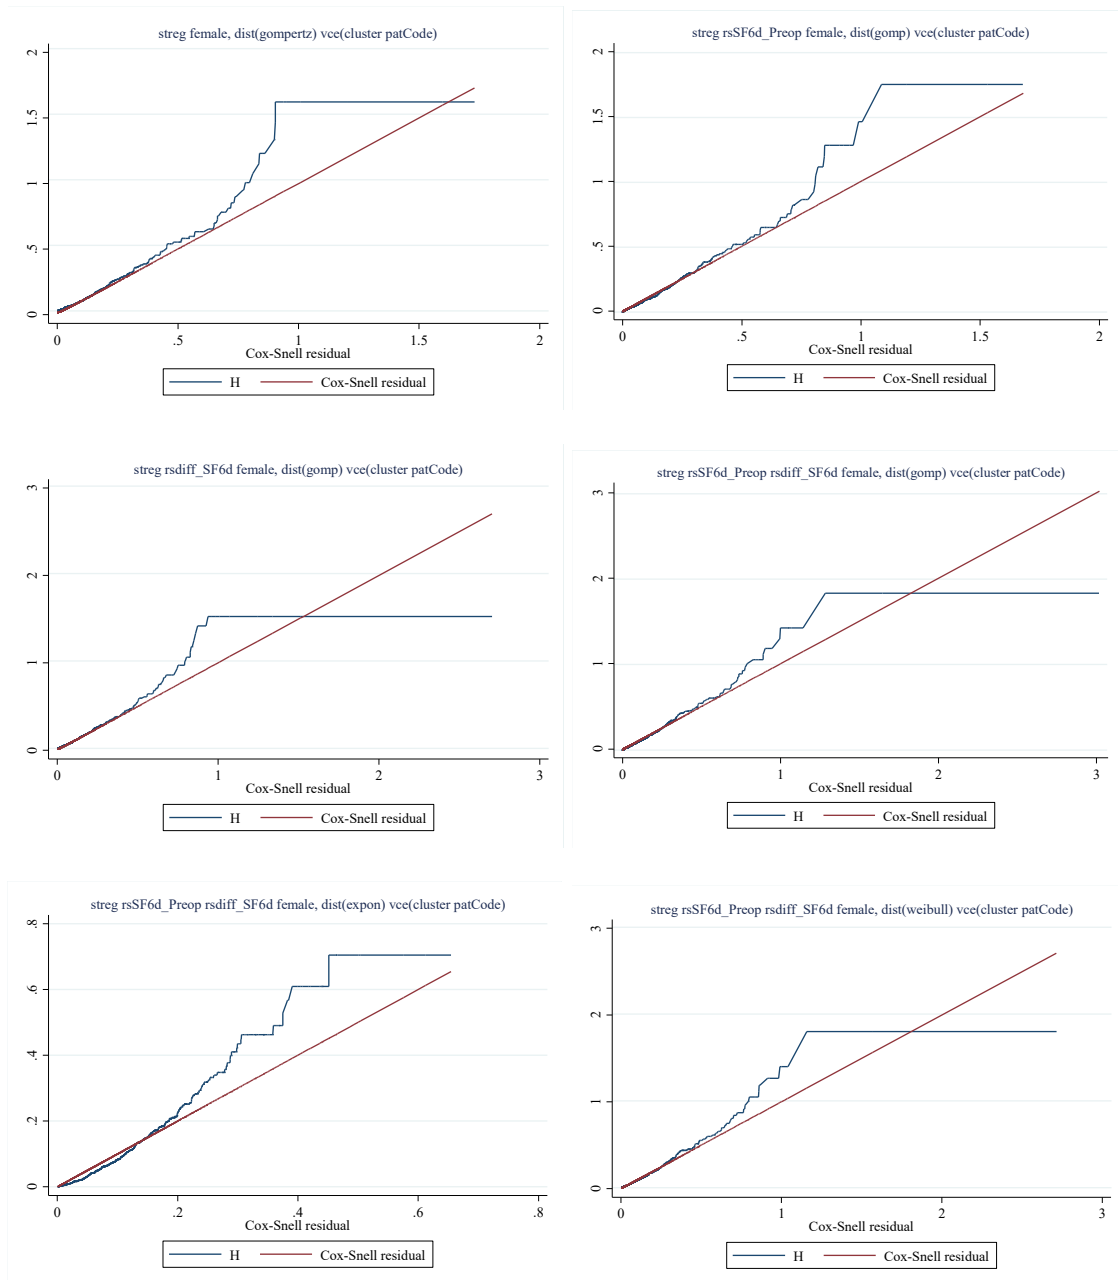 streg female, dist(gompertz) vce(cluster patCode)
2
1.5
1
.5
0
0 .5 1 1.5 2
Cox-Snell residual
H Cox-Snell residual
streg rsSF6d_Preop female, dist(gomp) vce(cluster patCode)
2
1.5
1
.5
0
0 .5 1 1.5 2
Cox-Snell residual
H Cox-Snell residual
streg rsdiff_SF6d female, dist(gomp) vce(cluster patCode)
3
2
1
0
0 1 2 3
Cox-Snell residual
H Cox-Snell residual
streg rsSF6d_Preop rsdiff_SF6d female, dist(gomp) vce(cluster patCode)
3
2
1
0
0 1 2 3
Cox-Snell residual
H Cox-Snell residual
streg rsSF6d_Preop rsdiff_SF6d female, dist(expon) vce(cluster patCode)
.8
.6
.4
.2
0
0 .2 .4 .6 .8
Cox-Snell residual
H Cox-Snell residual
streg rsSF6d_Preop rsdiff_SF6d female, dist(weibull) vce(cluster patCode)
3
2
1
0
0 1 2 3
Cox-Snell residual
H Cox-Snell residual